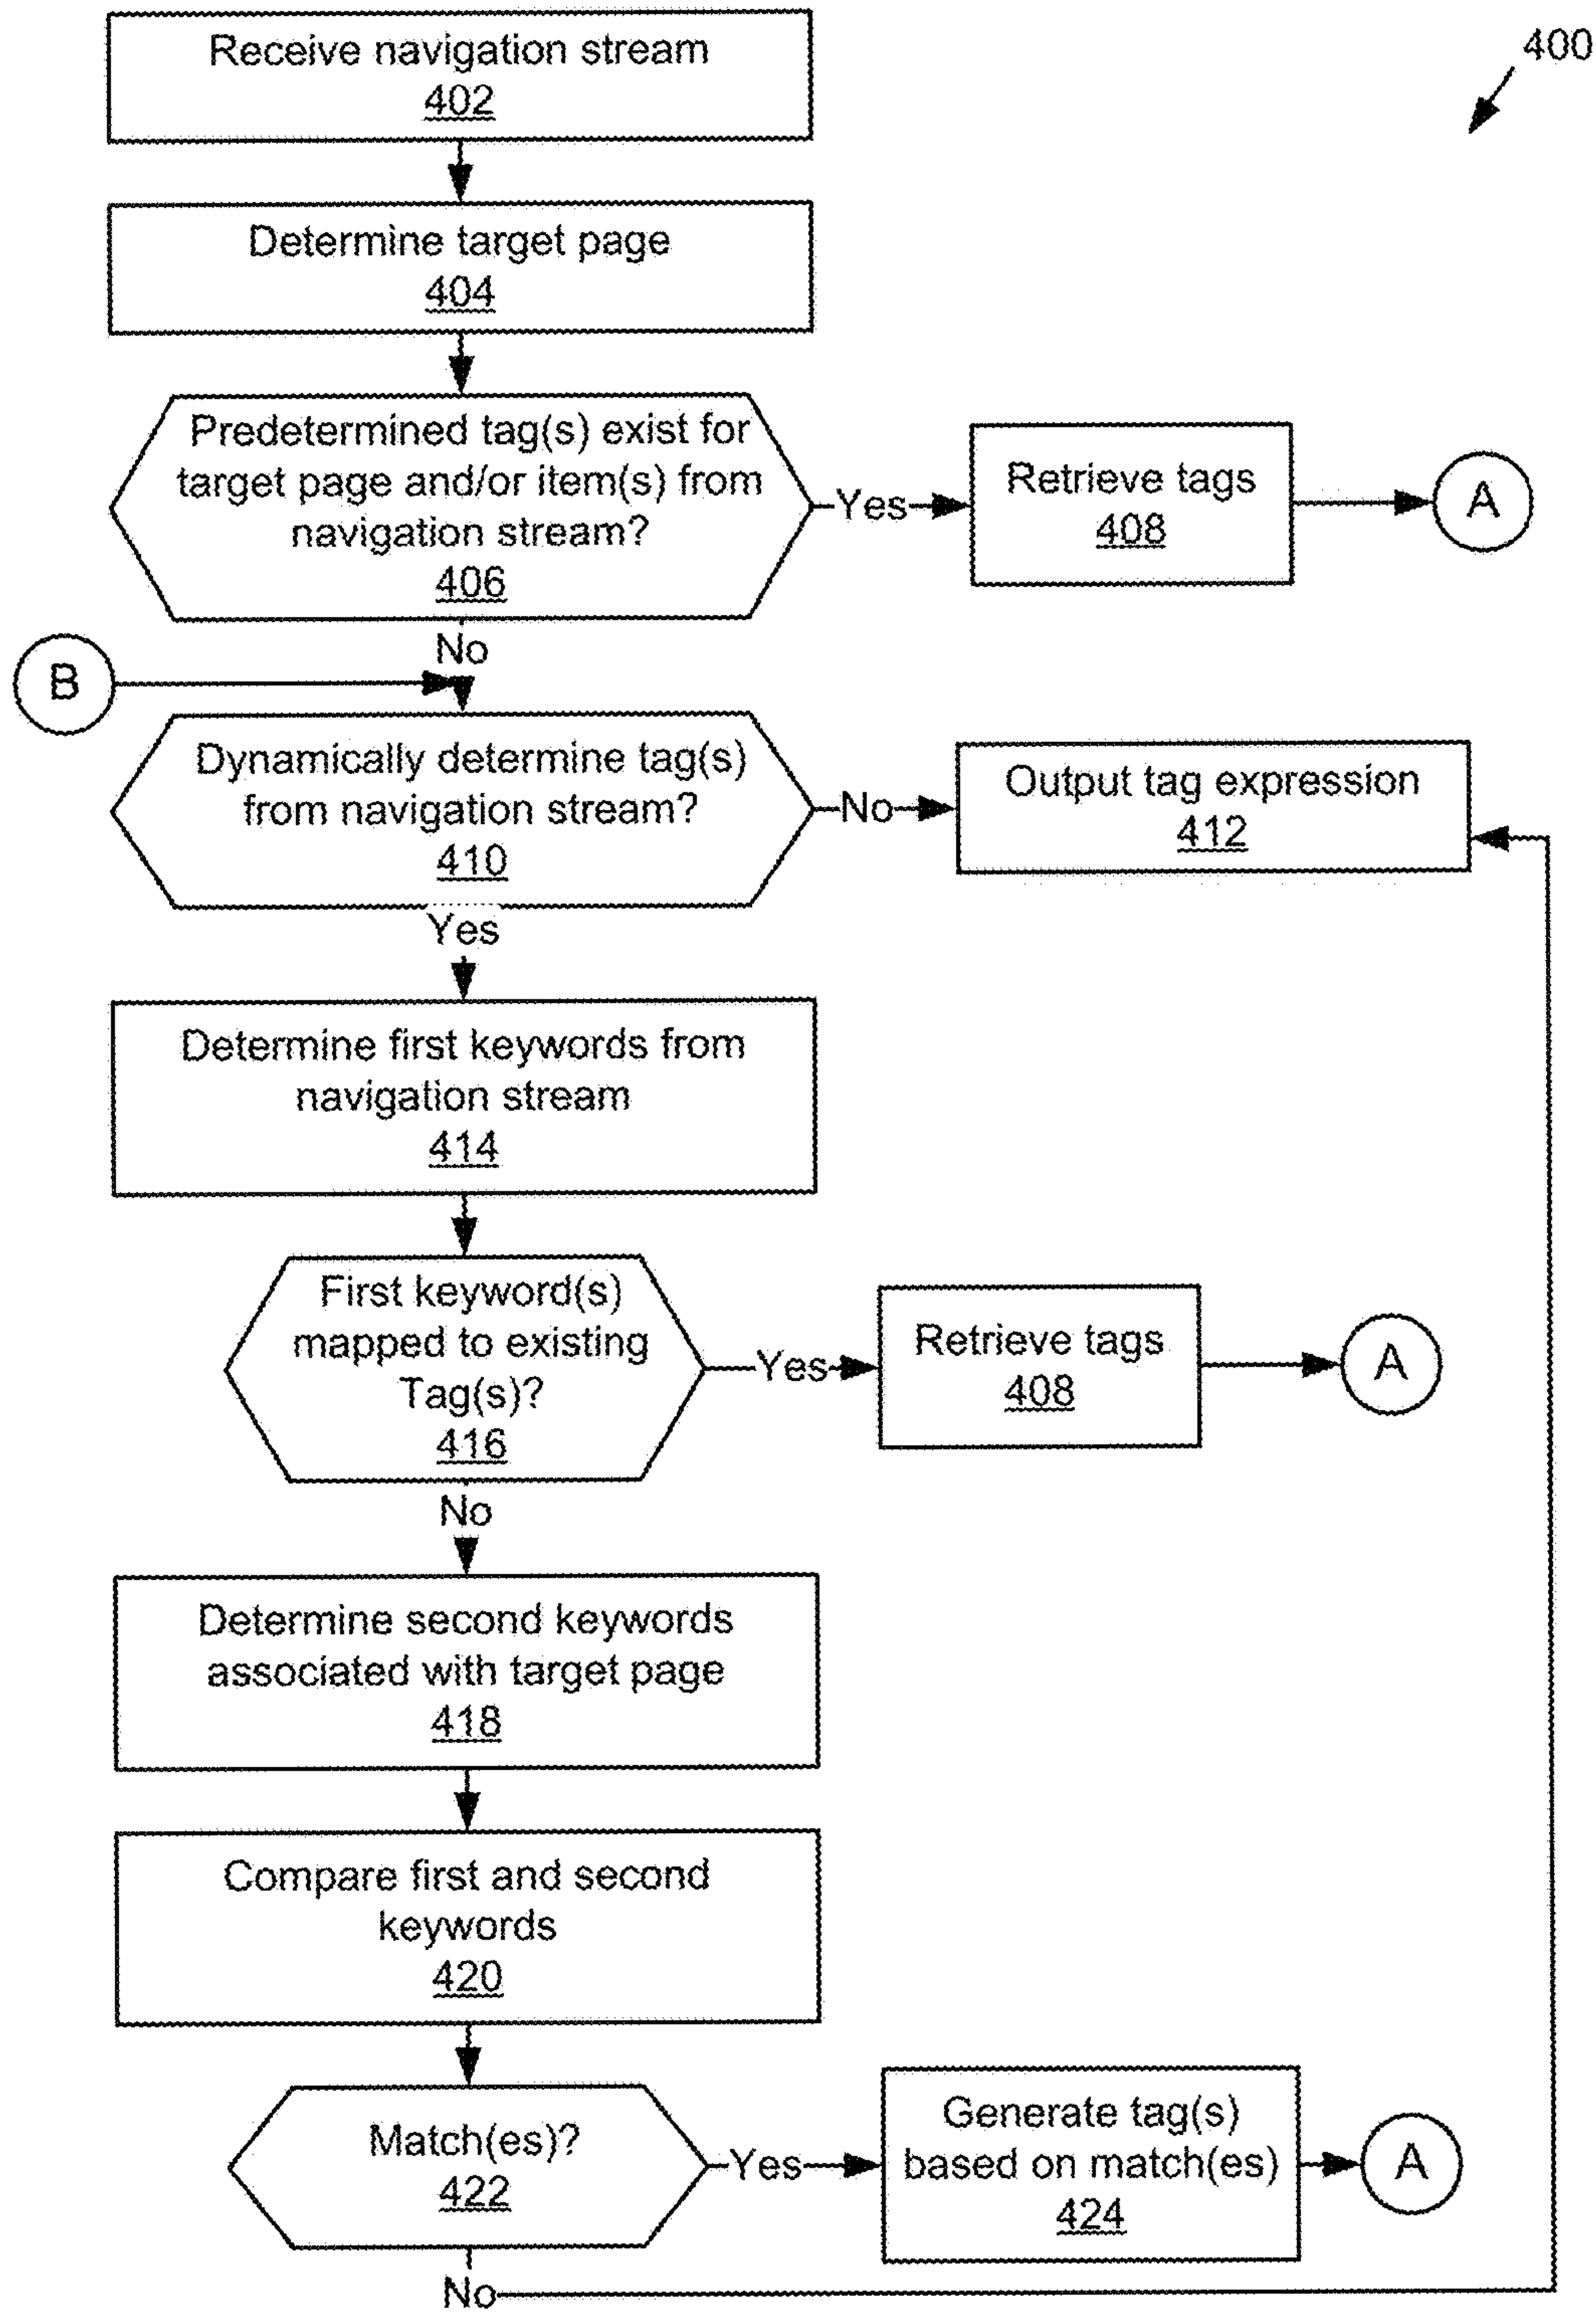 400
Receive navigation stream
402
Determine target page
404
Predetermined tag(s) exist for
target page and/or item(s) from
navigation stream?
406
Yes
Retrieve tags
408
A
No
B
Dynamically determine tag(s)
from navigation stream?
410
No
Output tag expression
412
Yes
Determine first keywords from
navigation stream
414
First keyword(s)
mapped to existing
Tag(s)?
416
Yes
Retrieve tags
408
A
No
Determine second keywords
associated with target page
418
Compare first and second
keywords
420
Match(es)?
422
Yes
Generate tag(s)
based on match(es)
424
A
No